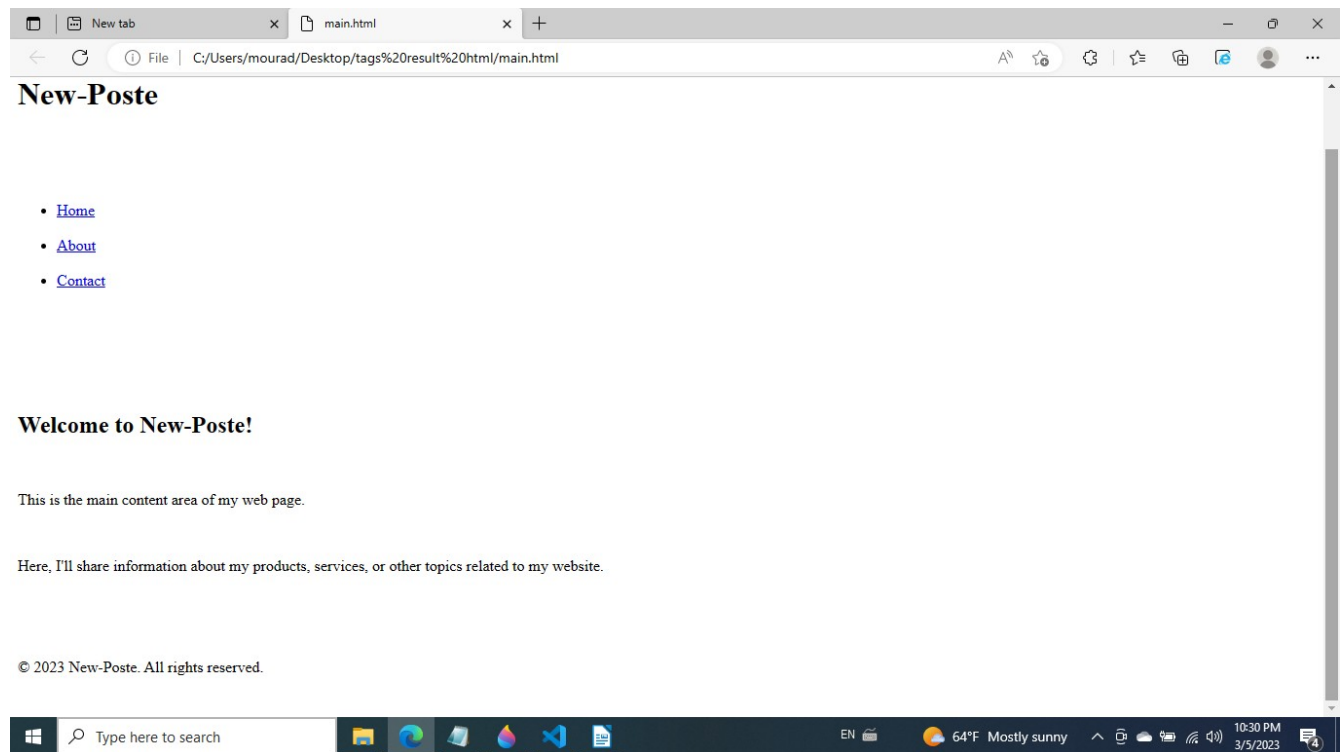 New tab
main.html
File | C:/Users/mourad/Desktop/tags%20result%20html/main.html
New-Poste
• Home
• About
• Contact
Welcome to New-Poste!
This is the main content area of my web page.
Here, I'll share information about my products, services, or other topics related to my website.
© 2023 New-Poste. All rights reserved.
Type here to search
EN
64°F Mostly sunny
10:30 PM
3/5/2023
4